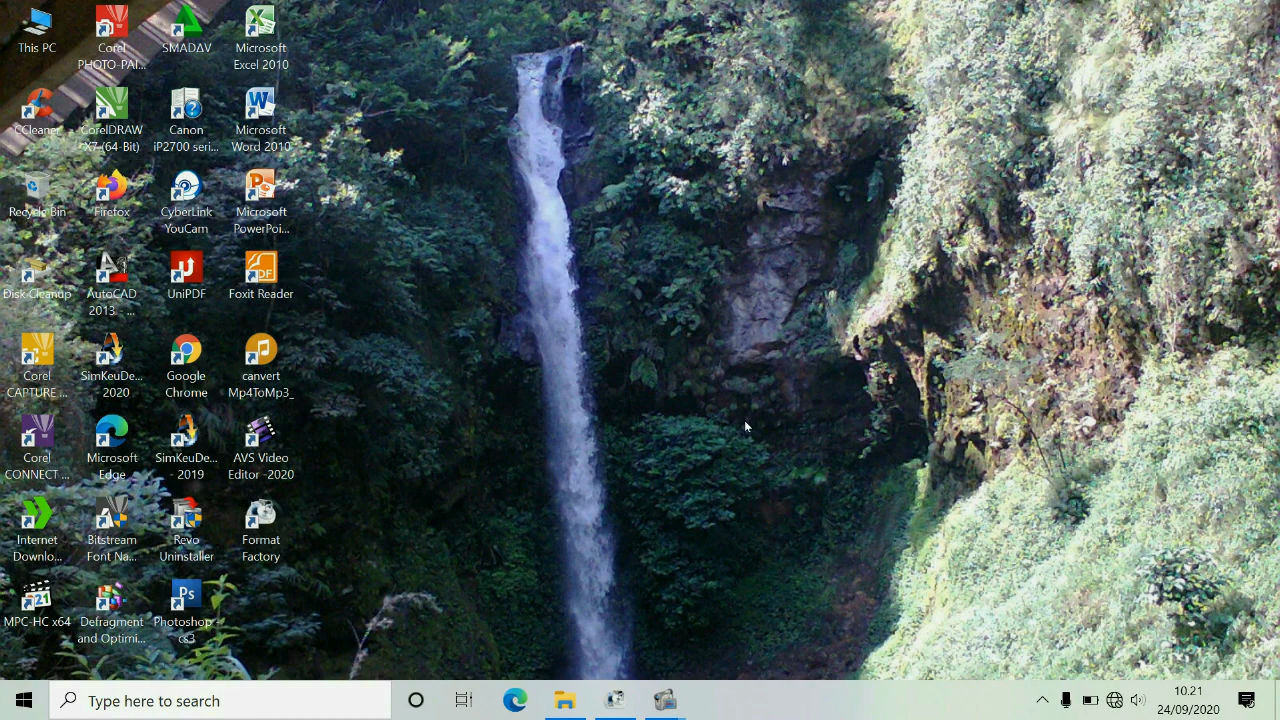 This PC
Corel
PHOTO-PAI...
SMADΔV
Microsoft
Excel 2010
CCleaner
CorelDRAW
X7 (64-Bit)
Canon
iP2700 seri...
Microsoft
Word 2010
Recycle Bin
Firefox
CyberLink
YouCam
Microsoft
PowerPoi...
Disk Cleanup
AutoCAD
2013 - ...
UniPDF
Foxit Reader
Corel
CAPTURE ...
SimKeuDe...
- 2020
Google
Chrome
canvert
Mp4ToMp3_
Corel
CONNECT ...
Microsoft
Edge
SimKeuDe...
- 2019
AVS Video
Editor -2020
Internet
Downlo...
Bitstream
Font Na...
Revo
Uninstaller
Format
Factory
MPC-HC x64
Defragment
and Optimi...
Photoshop -
cs3
Type here to search
10.21
24/09/2020